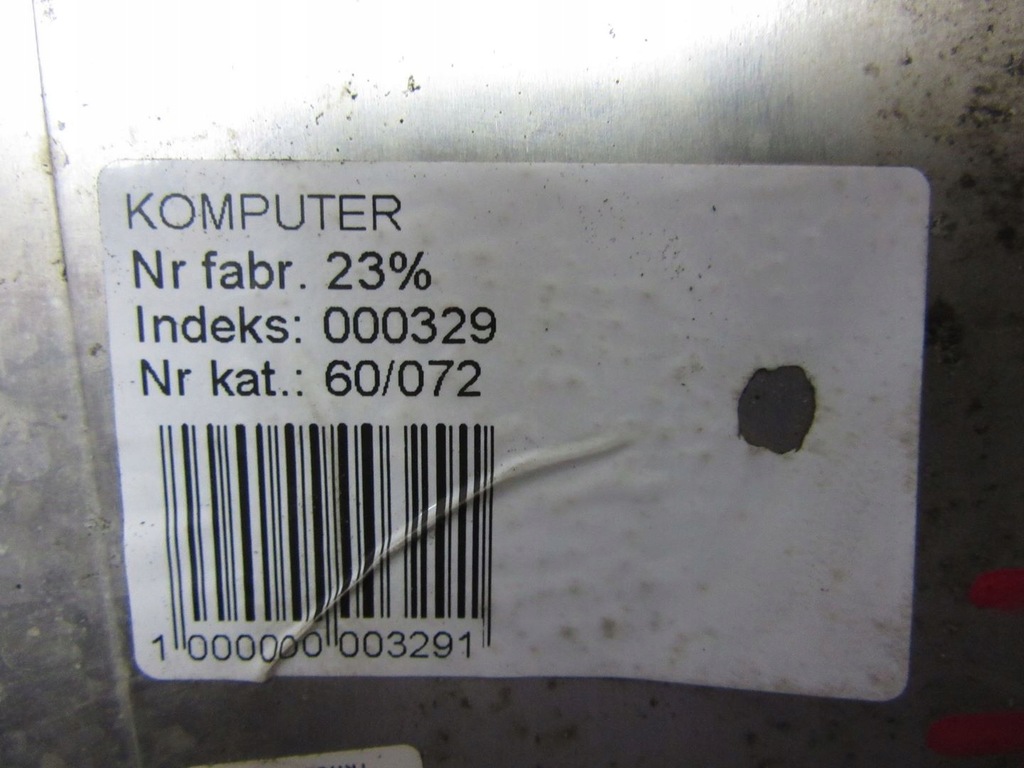 KOMPUTER
Nr fabr. 23%
Indeks: 000329
Nr kat.: 60/072
1 000000 003291